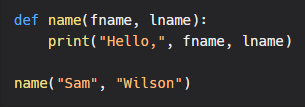 def name(fname, lname):
    print("Hello,", fname, lname)
name("Sam", "Wilson")